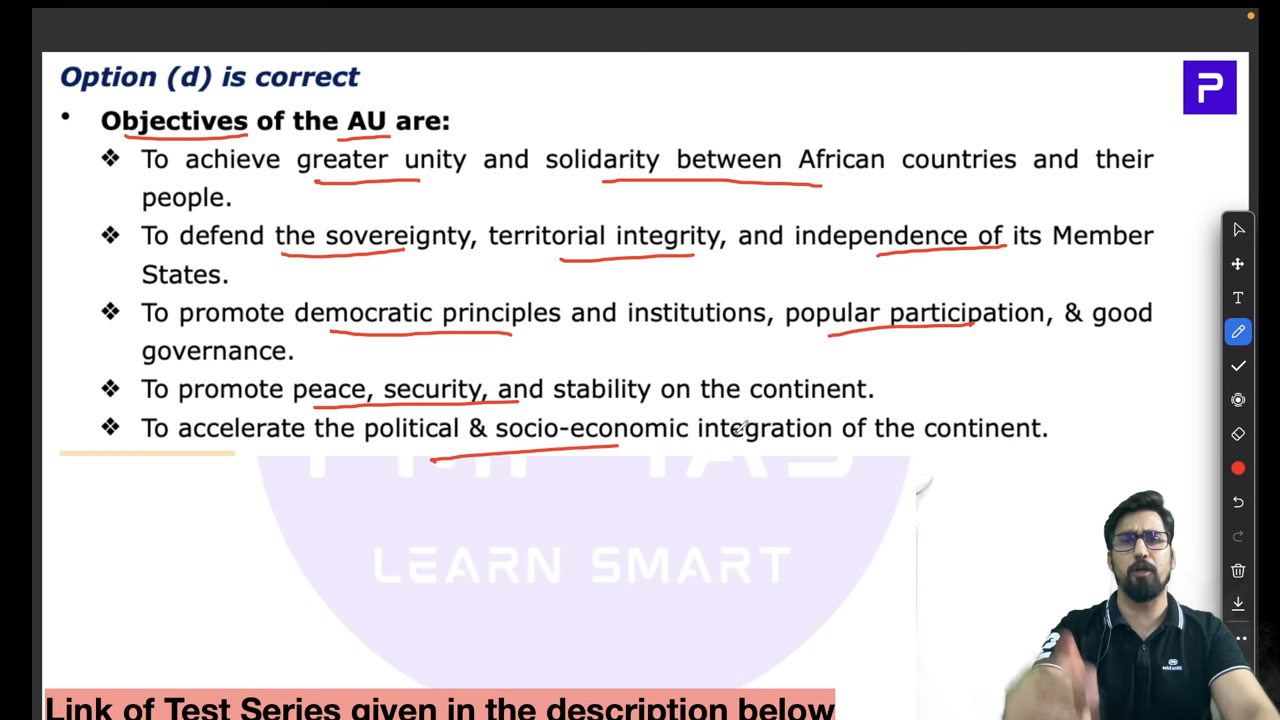 Option (d) is correct
P
• Objectives of the AU are:
❖ To achieve greater unity and solidarity between African countries and their
people.
❖ To defend the sovereignty, territorial integrity, and independence of its Member
States.
❖ To promote democratic principles and institutions, popular participation, & good
governance.
❖ To promote peace, security, and stability on the continent.
❖ To accelerate the political & socio-economic integration of the continent.
LEARN SMART
T
2
Link of Test Series given in the description below